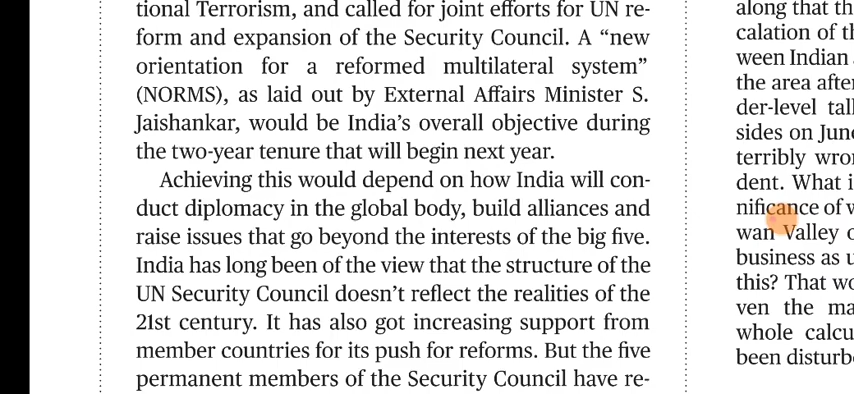 tional Terrorism, and called for joint efforts for UN re-
form and expansion of the Security Council. A “new
orientation for a reformed multilateral system”
(NORMS), as laid out by External Affairs Minister S.
Jaishankar, would be India’s overall objective during
the two-year tenure that will begin next year.
Achieving this would depend on how India will con-
duct diplomacy in the global body, build alliances and
raise issues that go beyond the interests of the big five.
India has long been of the view that the structure of the
UN Security Council doesn’t reflect the realities of the
21st century. It has also got increasing support from
member countries for its push for reforms. But the five
permanent members of the Security Council have re-
along that
calation of
ween Indian
the area after
der-level
sides on
terribly
dent. What
nificance of
wan Valley
business as
this? That
ven the
whole
been